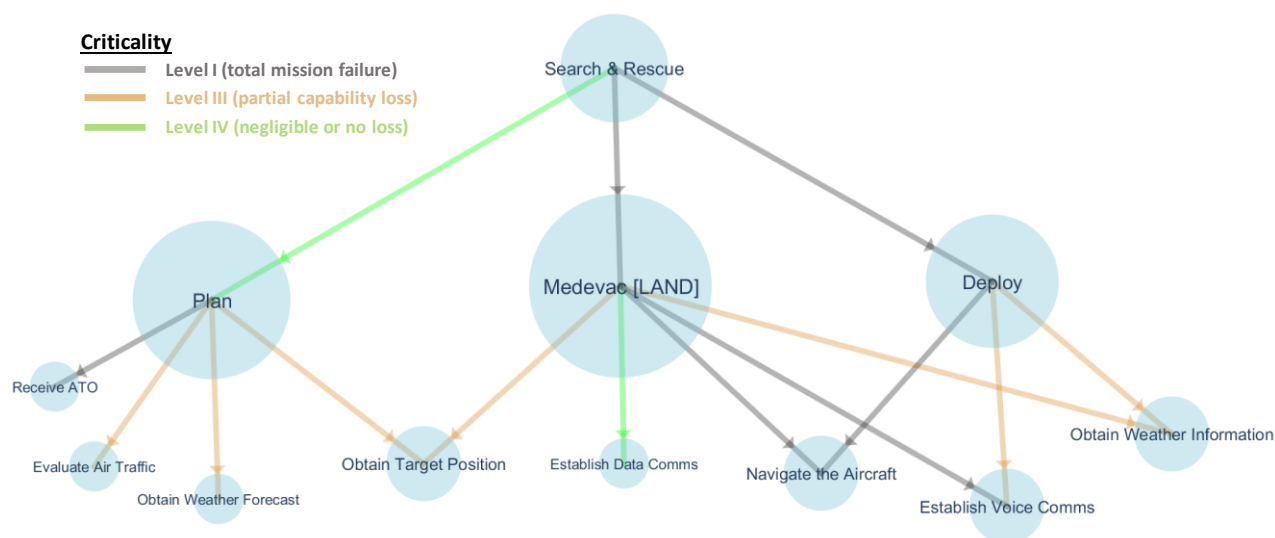 Criticality
Level I (total mission failure)
Level III (partial capability loss)
Level IV (negligible or no loss)
Search & Rescue
Plan
Medevac [LAND]
Deploy
Receive ATO
Evaluate Air Traffic
Obtain Weather Forecast
Obtain Target Position
Establish Data Comms
Navigate the Aircraft
Establish Voice Comms
Obtain Weather Information